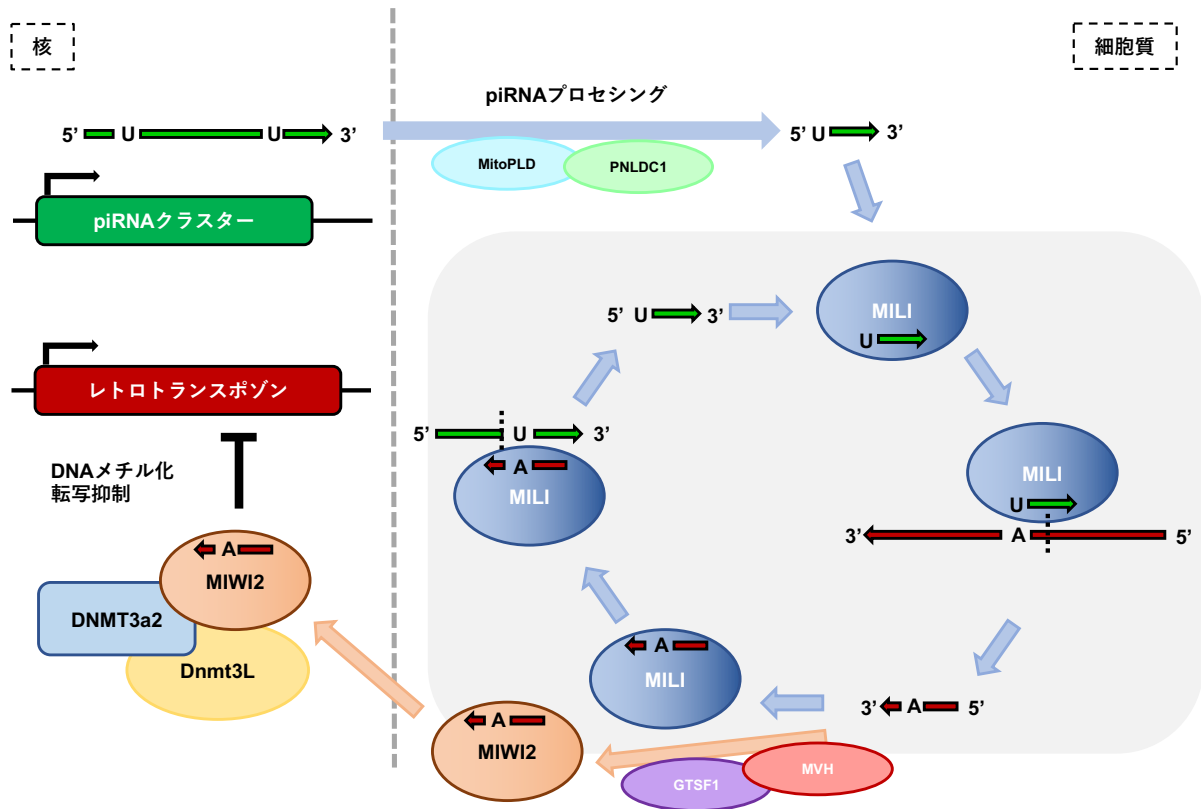 核
細胞質
piRNAプロセシング
5’ U U 3’
MitoPLD
PNLDC1
5’ U 3’
piRNAクラスター
レトロトランスポゾン
DNAメチル化
転写抑制
A
MIWI2
DNMT3a2
Dnmt3L
5’ U 3’
MILI
U
5’ U 3’
A
MILI
MILI
U
3’ A 5’
A
MILI
3’ A 5’
A
MIWI2
GTSF1
MVH